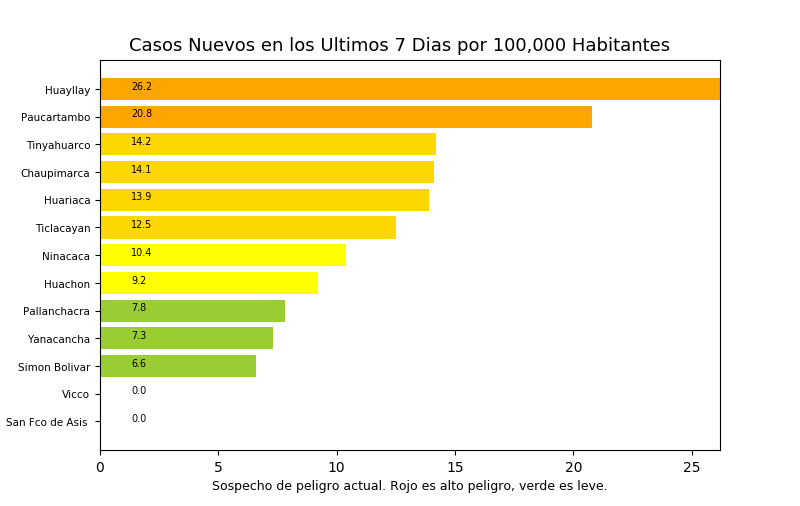 Casos Nuevos en los Ultimos 7 Dias por 100,000 Habitantes
Huayllay 26.2
Paucartambo 20.8
Tinyahuarco 14.2
Chaupimarca 14.1
Huariaca 13.9
Ticlacayan 12.5
Ninacaca 10.4
Huachon 9.2
Pallanchacra 7.8
Yanacancha 7.3
Simon Bolivar 6.6
Vicco 0.0
San Fco de Asis 0.0
0 5 10 15 20 25
Sospecho de peligro actual. Rojo es alto peligro, verde es leve.